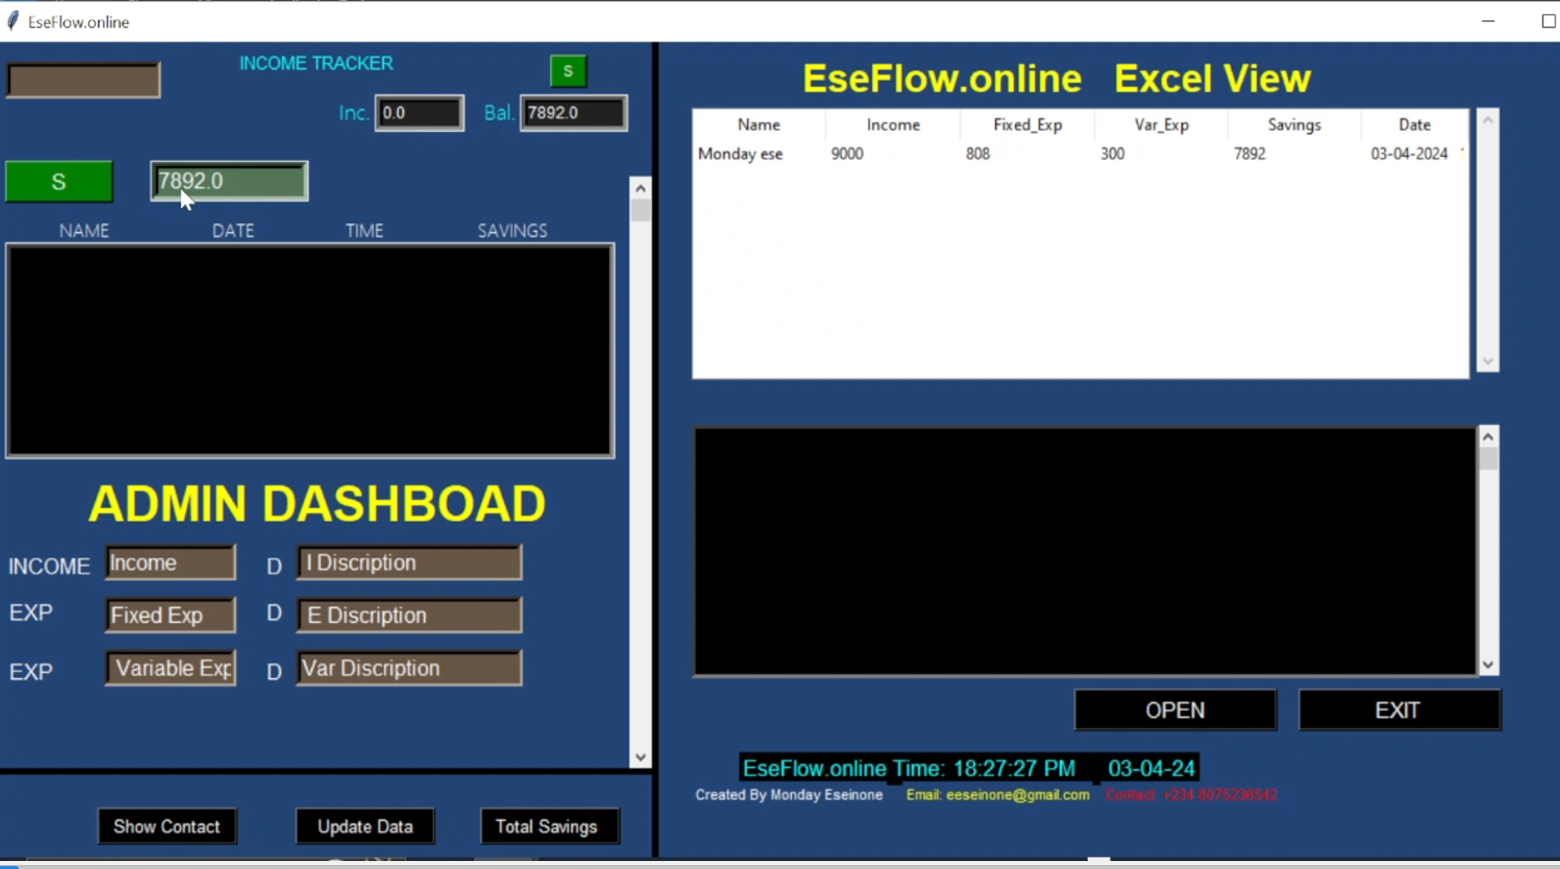 EseFlow.online
INCOME TRACKER
S
Inc. 0.0 Bal. 7892.0
S 7892.0
NAME DATE TIME SAVINGS
ADMIN DASHBOAD
INCOME Income D I Discription
EXP Fixed Exp D E Discription
EXP Variable Exp D Var Discription
Show Contact Update Data Total Savings
EseFlow.online Excel View
Name Income Fixed_Exp Var_Exp Savings Date
Monday ese 9000 808 300 7892 03-04-2024
OPEN EXIT
EseFlow.online Time: 18:27:27 PM 03-04-24
Created By Monday Eseinone Email: eeseinone@gmail.com Contact: +234